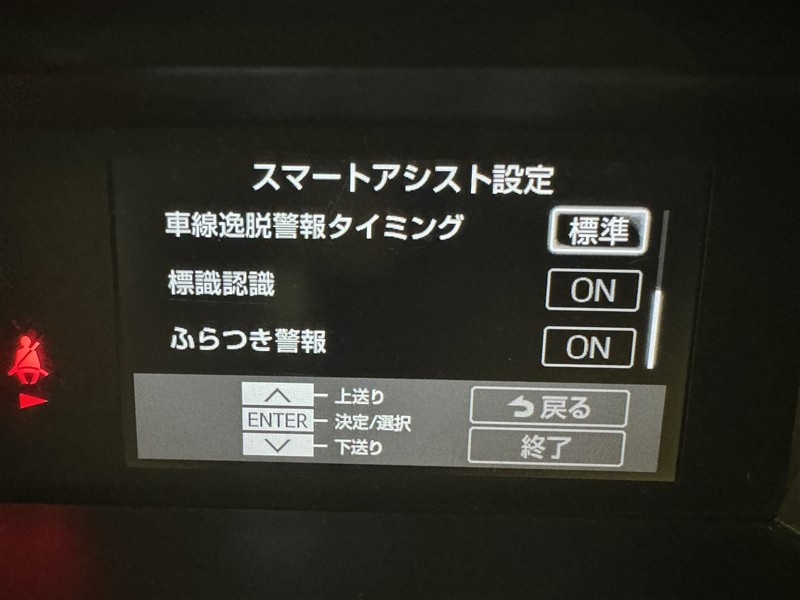 スマートアシスト設定
車線逸脱警報タイミング 標準
標識認識 ON
ふらつき警報 ON
上送り
ENTER 決定/選択
下送り
戻る
終了